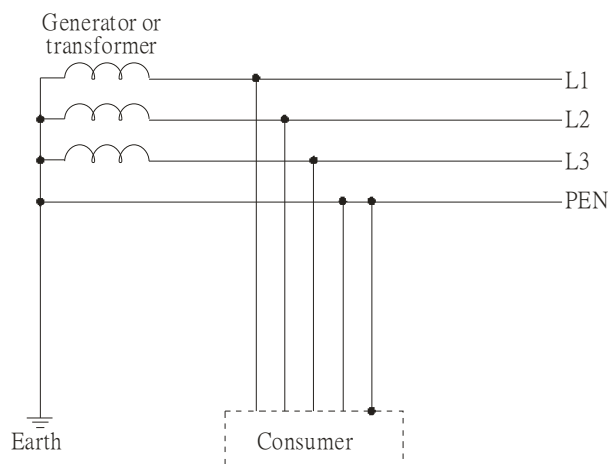 Generator or
transformer
L1
L2
L3
PEN
Earth
Consumer